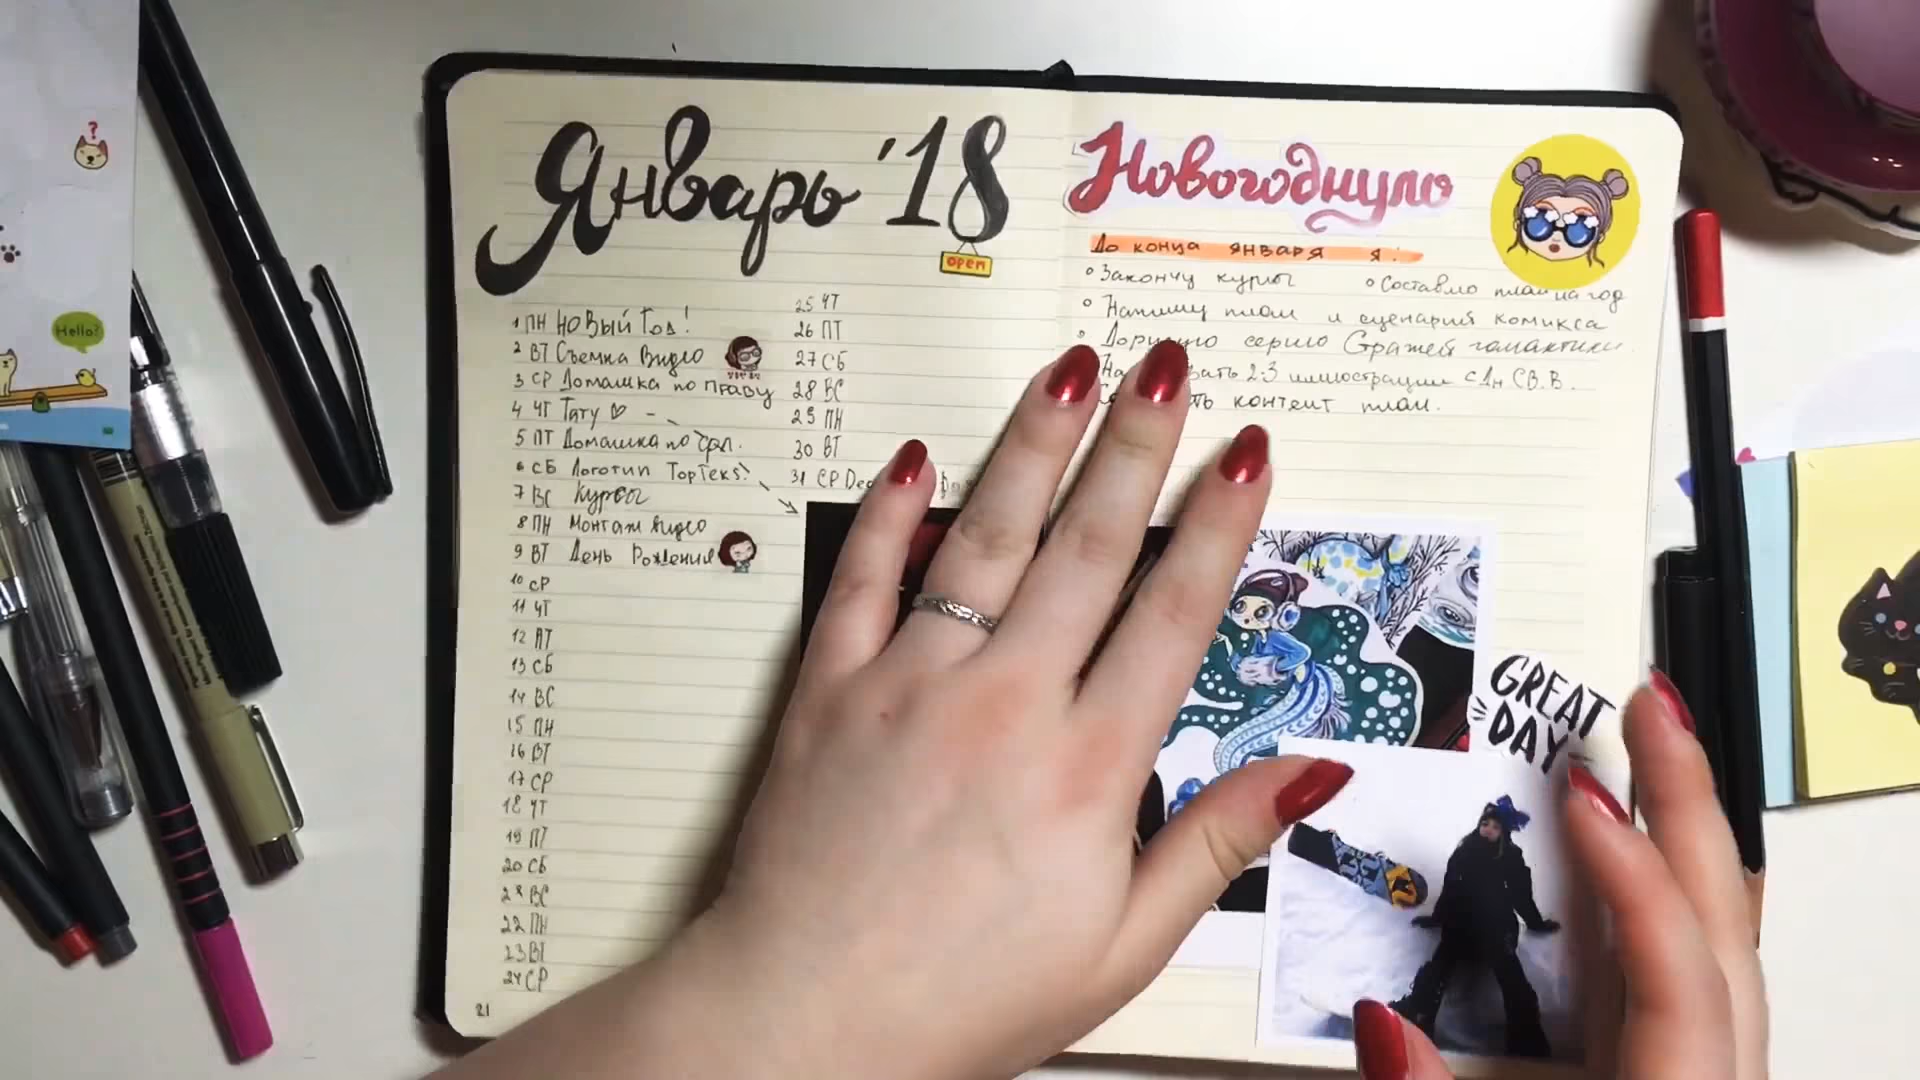 Январь '18
open
1 ПН Новый Год!
2 ВТ Съемка Видео
3 СР Домашка по праву
4 ЧТ Тату ♡
5 ПТ Домашка по
6 СБ Логотип TopTeks!
7 ВС Курсы
8 ПН Монтаж Видео
9 ВТ День Рождения
10 СР
11 ЧТ
12 ПТ
13 СБ
14 ВС
15 ПН
16 ВТ
17 СР
18 ЧТ
19 ПТ
20 СБ
21 ВС
22 ПН
23 ВТ
24 СР
21
25 ЧТ
26 ПТ
27 СБ
28 ВС
29 ПН
30 ВТ
31 СР
Новогоднуло
До конца января я:
Закончу курсы
Составлю план на год
Напишу план и сценарий комикса
серию Стражей галактики
2-3 иллюстрации
контент план.
GREAT
DAY
?
Hello?